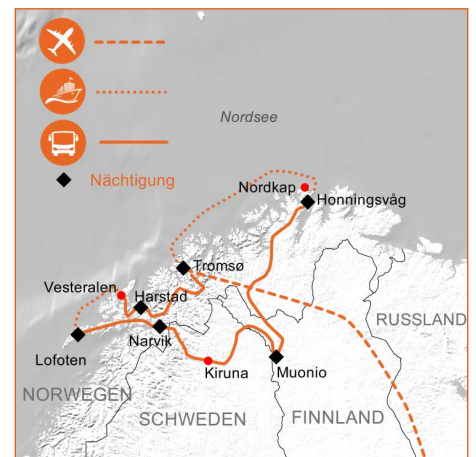 Nächtigung
Nordsee
Nordkap
Honningsvåg
Tromsø
Vesteralen
Harstad
RUSSLAND
Narvik
Lofoten
Kiruna
Muonio
NORWEGEN
SCHWEDEN
FINNLAND